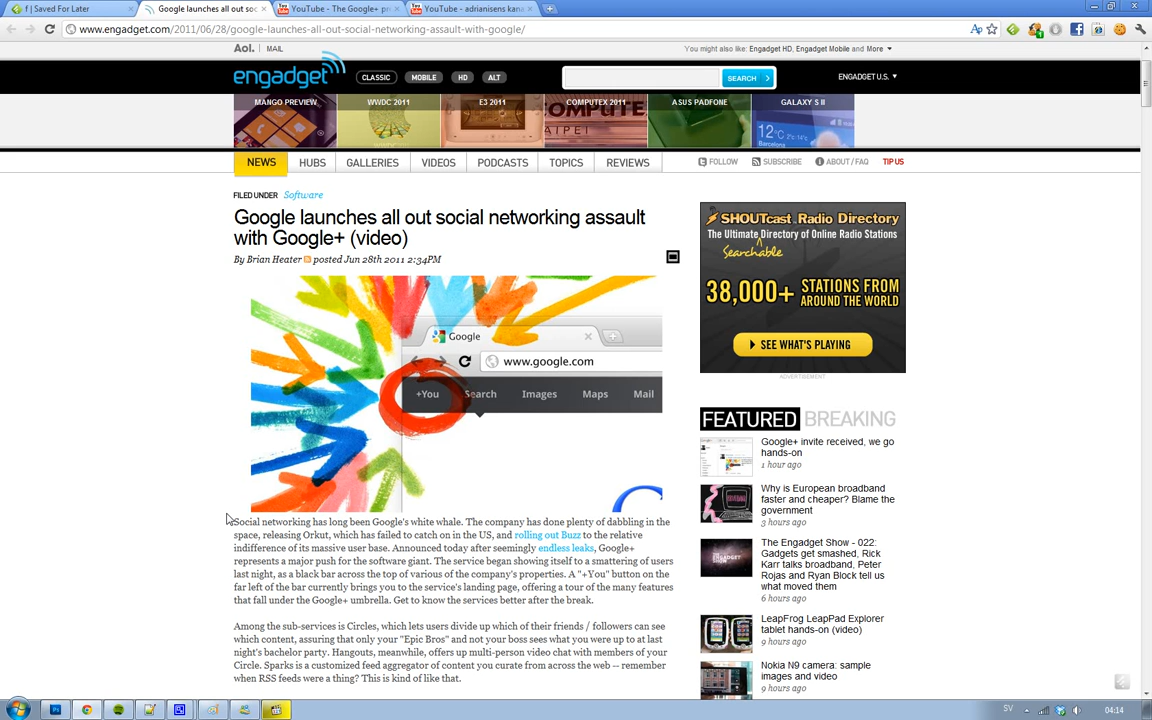 f | Saved For Later
Google launches all out soc
YouTube - The Google+ pr
YouTube - adrianisens kana
www.engadget.com/2011/06/28/google-launches-all-out-social-networking-assault-with-google/
Aol. MAIL
You might also like: Engadget HD, Engadget Mobile and More
engadget
CLASSIC MOBILE HD ALT
SEARCH
ENGADGET U.S.
MANGO PREVIEW WWDC 2011 E3 2011 COMPUTEX 2011 ASUS PADFONE GALAXY S II
NEWS HUBS GALLERIES VIDEOS PODCASTS TOPICS REVIEWS
FOLLOW SUBSCRIBE ABOUT / FAQ TIP US
FILED UNDER Software
Google launches all out social networking assault
with Google+ (video)
By Brian Heater posted Jun 28th 2011 2:34PM
Google
www.google.com
+You Search Images Maps Mail
Social networking has long been Google's white whale. The company has done plenty of dabbling in the
space, releasing Orkut, which has failed to catch on in the US, and rolling out Buzz to the relative
indifference of its massive user base. Announced today after seemingly endless leaks, Google+
represents a major push for the software giant. The service began showing itself to a smattering of users
last night, as a black bar across the top of various of the company's properties. A "+You" button on the
far left of the bar currently brings you to the service's landing page, offering a tour of the many features
that fall under the Google+ umbrella. Get to know the services better after the break.
Among the sub-services is Circles, which lets users divide up which of their friends / followers can see
which content, assuring that only your "Epic Bros" and not your boss sees what you were up to at last
night's bachelor party. Hangouts, meanwhile, offers up multi-person video chat with members of your
Circle. Sparks is a customized feed aggregator of content you curate from across the web -- remember
when RSS feeds were a thing? This is kind of like that.
SHOUTcast Radio Directory
The Ultimate Directory of Online Radio Stations
Searchable
38,000+ STATIONS FROM
AROUND THE WORLD
SEE WHAT'S PLAYING
ADVERTISEMENT
FEATURED BREAKING
Google+ invite received, we go
hands-on
1 hour ago
Why is European broadband
faster and cheaper? Blame the
government
3 hours ago
The Engadget Show - 022:
Gadgets get smashed, Rick
Karr talks broadband, Peter
Rojas and Ryan Block tell us
what moved them
6 hours ago
LeapFrog LeapPad Explorer
tablet hands-on (video)
9 hours ago
Nokia N9 camera: sample
images and video
9 hours ago
SV
04:14